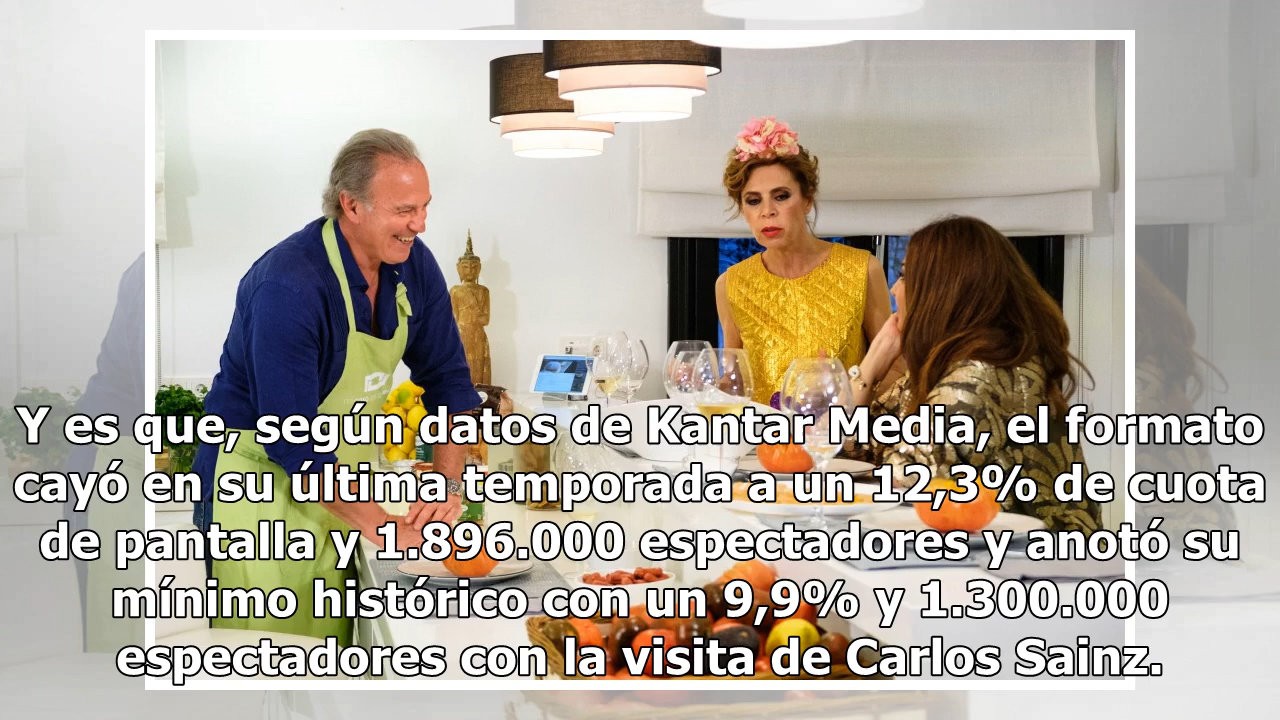 Y es que, según datos de Kantar Media, el formato
cayó en su última temporada a un 12,3% de cuota
de pantalla y 1.896.000 espectadores y anotó su
mínimo histórico con un 9,9% y 1.300.000
espectadores con la visita de Carlos Sainz.